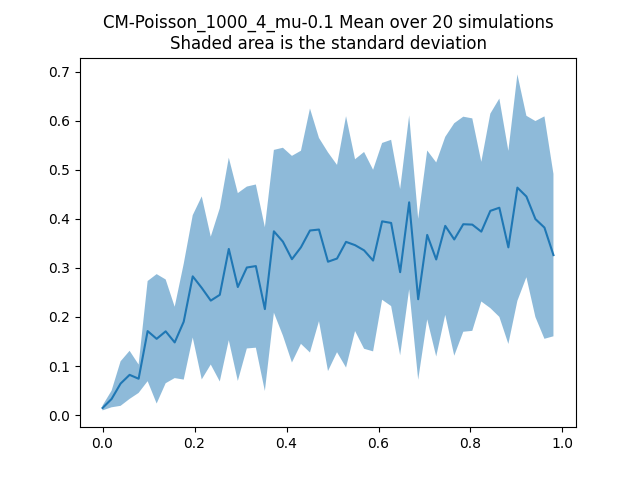 CM-Poisson_1000_4_mu-0.1 Mean over 20 simulations
Shaded area is the standard deviation
0.7
0.6
0.5
0.4
0.3
0.2
0.1
0.0
0.0 0.2 0.4 0.6 0.8 1.0